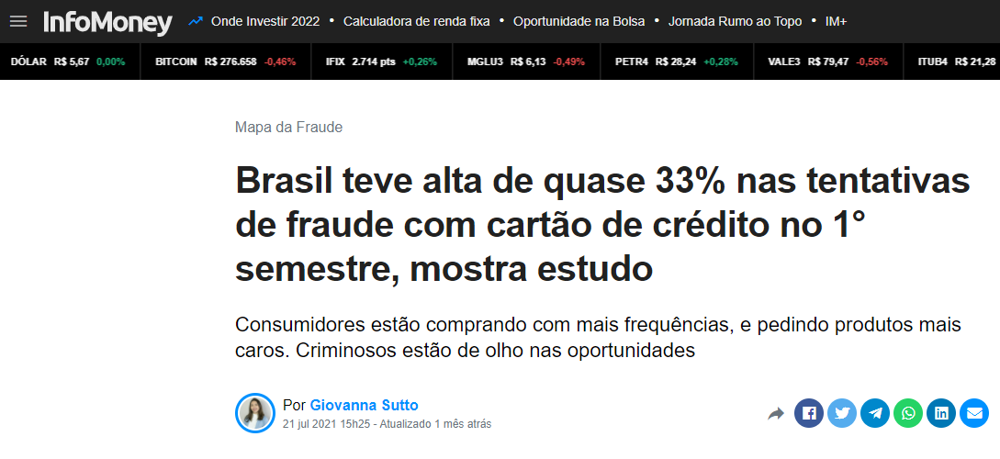 InfoMoney Onde Investir 2022 • Calculadora de renda fixa • Oportunidade na Bolsa • Jornada Rumo ao Topo • IM+
DÓLAR R$ 5,67 0,00% BITCOIN R$ 276.658 -0,46% IFIX 2.714 pts +0,26% MGLU3 R$ 6,13 -0,49% PETR4 R$ 28,24 +0,28% VALE3 R$ 79,47 -0,56% ITUB4 R$ 21,28
Mapa da Fraude
Brasil teve alta de quase 33% nas tentativas
de fraude com cartão de crédito no 1°
semestre, mostra estudo
Consumidores estão comprando com mais frequências, e pedindo produtos mais
caros. Criminosos estão de olho nas oportunidades
Por Giovanna Sutto
21 jul 2021 15h25 - Atualizado 1 mês atrás